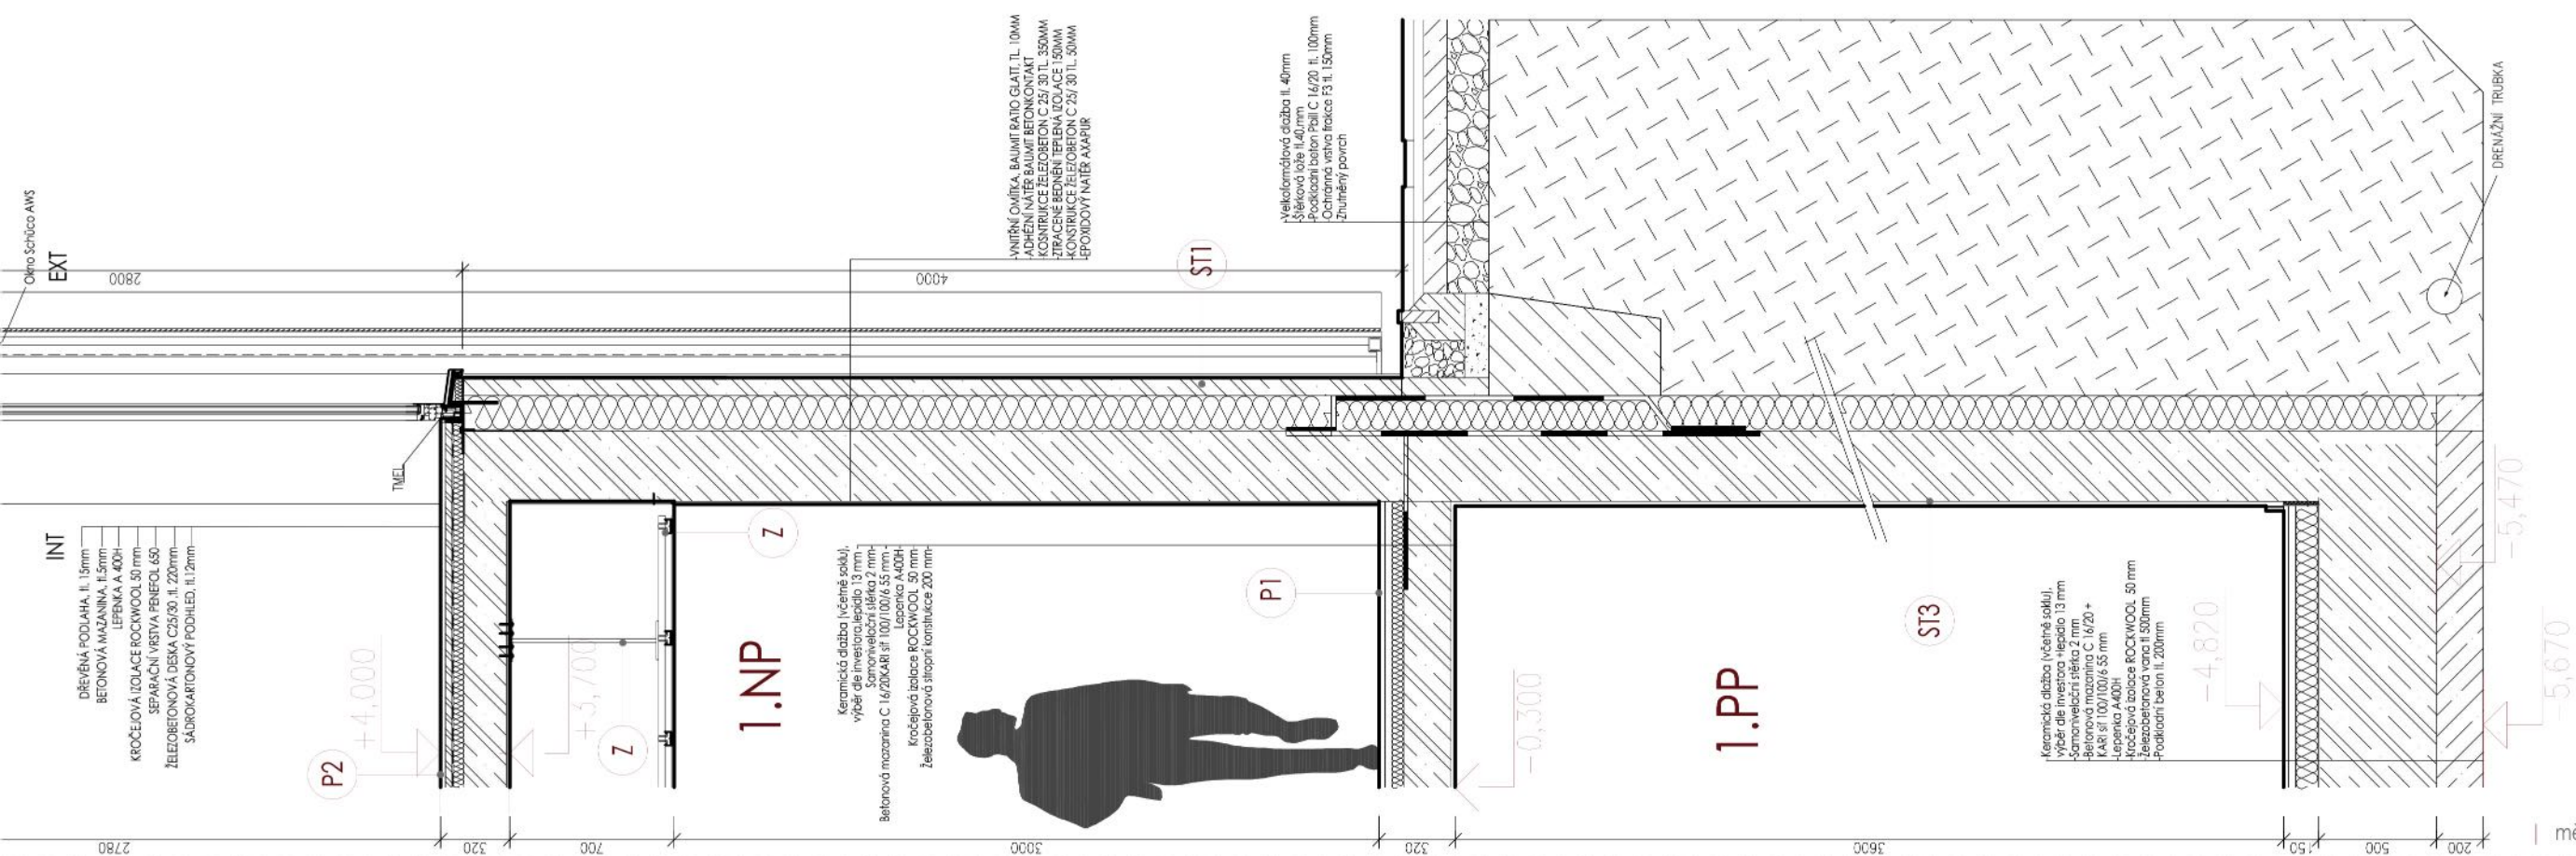 Okno Schüco AWS
EXT
INT
2800
4000
DŘEVĚNÁ PODLAHA, tl. 15mm
BETONOVÁ MAZANINA, tl.5mm
LEPENKA A 400H
KROČEJOVÁ IZOLACE ROCKWOOL 50 mm
SEPARAČNÍ VRSTVA PENEFOL 650
ŽELEZOBETONOVÁ DESKA C25/30 ,tl. 220mm
SÁDROKARTONOVÝ PODHLED, tl.12mm
TMEL
P2
+4,000
+3,700
Z
Z
1.NP
-VNITŘNÍ OMÍTKA, BAUMIT RATIO GLATT, TL. 10MM
-ADHÉZNÍ NÁTĚR BAUMIT BETONKONTAKT
-KOSNTRUKCE ŽELEZOBETON C 25/ 30 TL. 350MM
-ZTRACENÉ BEDNĚNÍ TEPLENÁ IZOLACE 150MM
-KONSTRUKCE ŽELEZOBETON C 25/ 30 TL. 50MM
-EPOXIDOVÝ NATĚR AXAPUR
ST1
Keramická dlažba (včetně soklu),
výběr dle investora,lepidlo 13 mm -
Samonivelační stěrka 2 mm-
Betonová mazanina C 16/20KARI síť 100/100/6 55 mm -
Lepenka A400H-
Kročejová izolace ROCKWOOL 50 mm-
Železobetonová stropní konstrukce 200 mm-
P1
-Velkoformátová dlažba tl. 40mm
-Štěrková lože tl,40,mm
-Podkladní beton Pbill C 16/20 tl. 100mm
-Ochranná vrstva frakce F3 tl. 150mm
-Zhutněný povrch
-0,300
1.PP
ST3
Keramická dlažba (včetně soklu),
výběr dle investora +lepidlo 13 mm
-Samonivelační stěrka 2 mm
-Betonová mazanina C 16/20 +
KARI síť 100/100/6 55 mm
-Lepenka A400H
-Kročejová izolace ROCKWOOL 50 mm
-Železobetonová vana tl 500mm
-Podkladní beton tl. 200mm
-4,820
-5,470
-5,670
DRENÁŽNÍ TRUBKA
2780
320
700
3000
320
3600
150
500
200